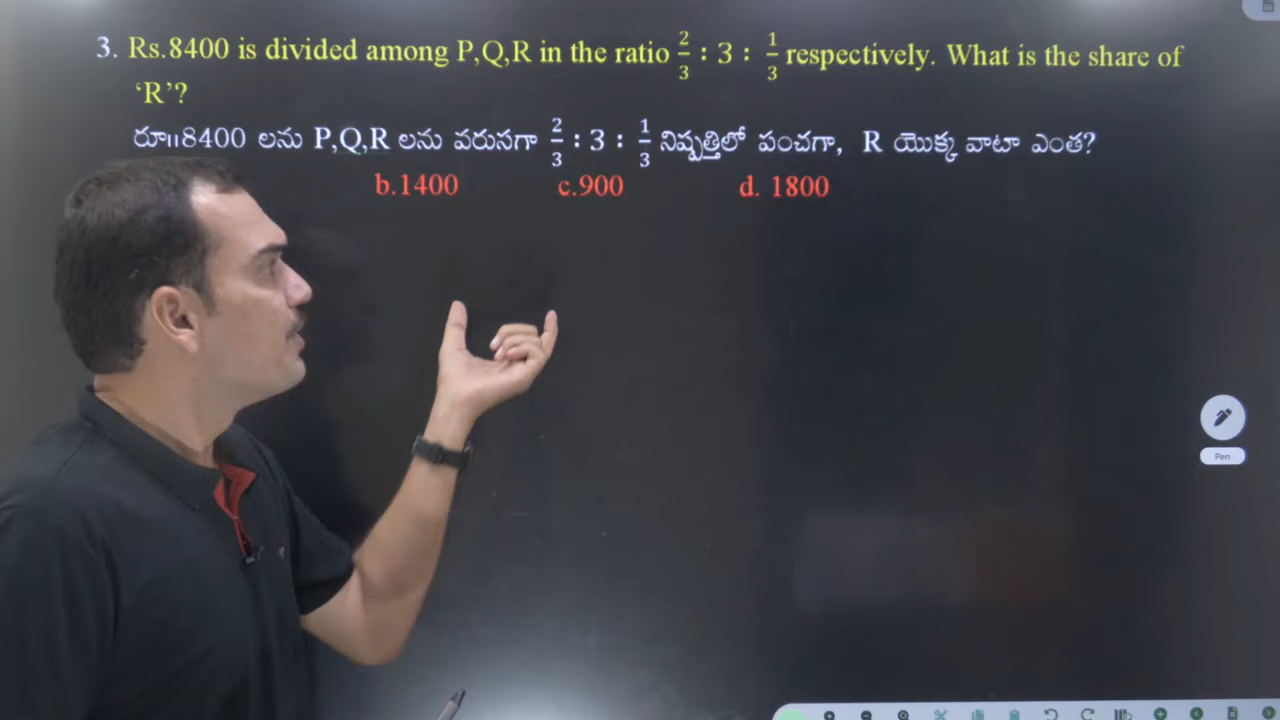 3. Rs.8400 is divided among P,Q,R in the ratio 2/3 : 3 : 1/3 respectively. What is the share of
‘R’?
రూ॥8400 లను P,Q,R లను వరుసగా 2/3 : 3 : 1/3 నిష్పత్తిలో పంచగా, R యొక్క వాటా ఎంత?
b.1400 c.900 d. 1800
Pen